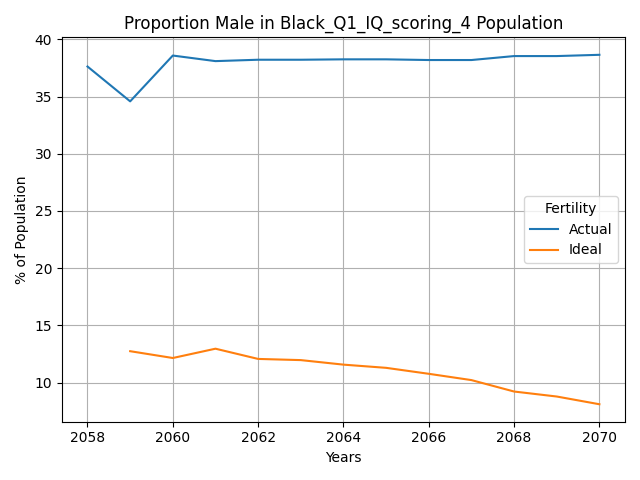 Proportion Male in Black_Q1_IQ_scoring_4 Population
40
35
30
25
20
15
10
% of Population
Fertility
Actual
Ideal
2058 2060 2062 2064 2066 2068 2070
Years